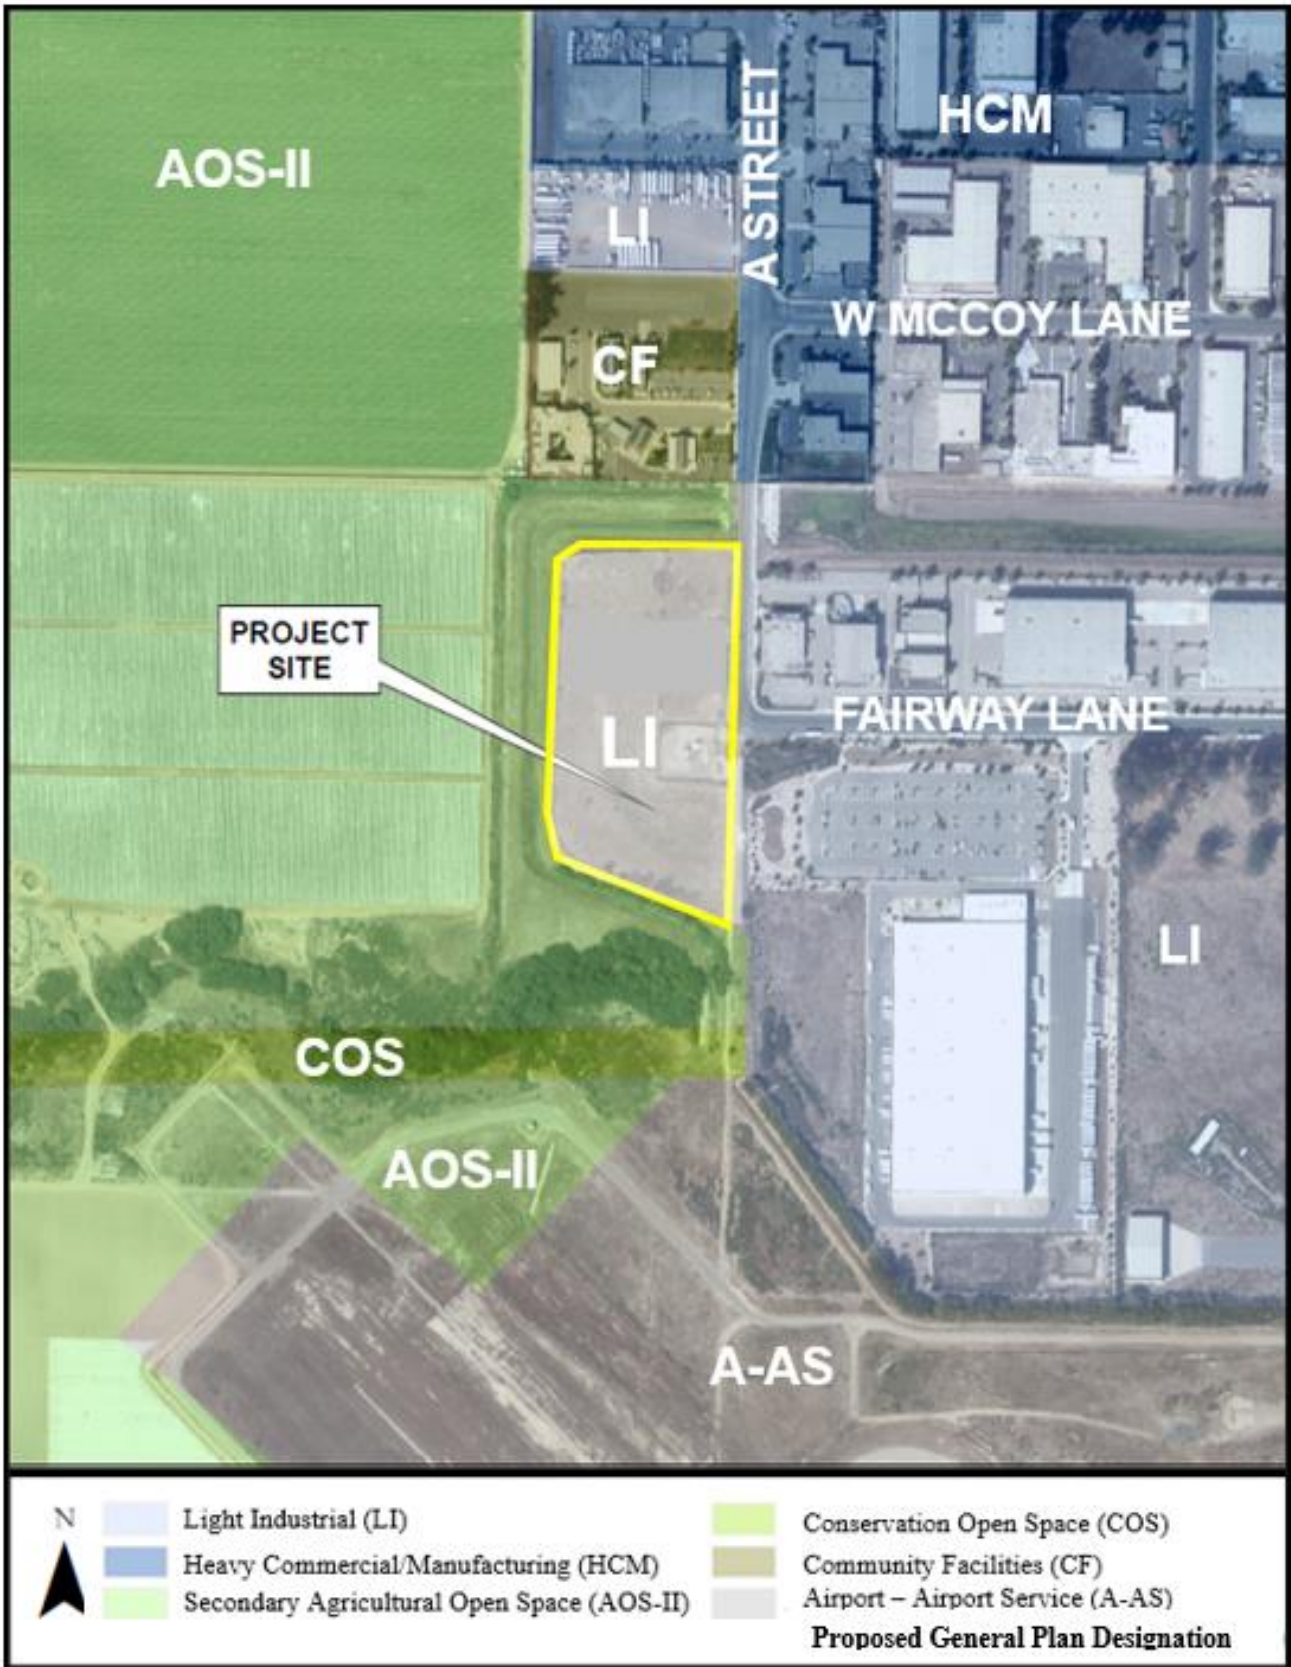 AOS-II
HCM
A STREET
LI
W MCCOY LANE
CF
PROJECT
SITE
LI
FAIRWAY LANE
LI
COS
AOS-II
A-AS
N
Light Industrial (LI)
Heavy Commercial/Manufacturing (HCM)
Secondary Agricultural Open Space (AOS-II)
Conservation Open Space (COS)
Community Facilities (CF)
Airport – Airport Service (A-AS)
Proposed General Plan Designation